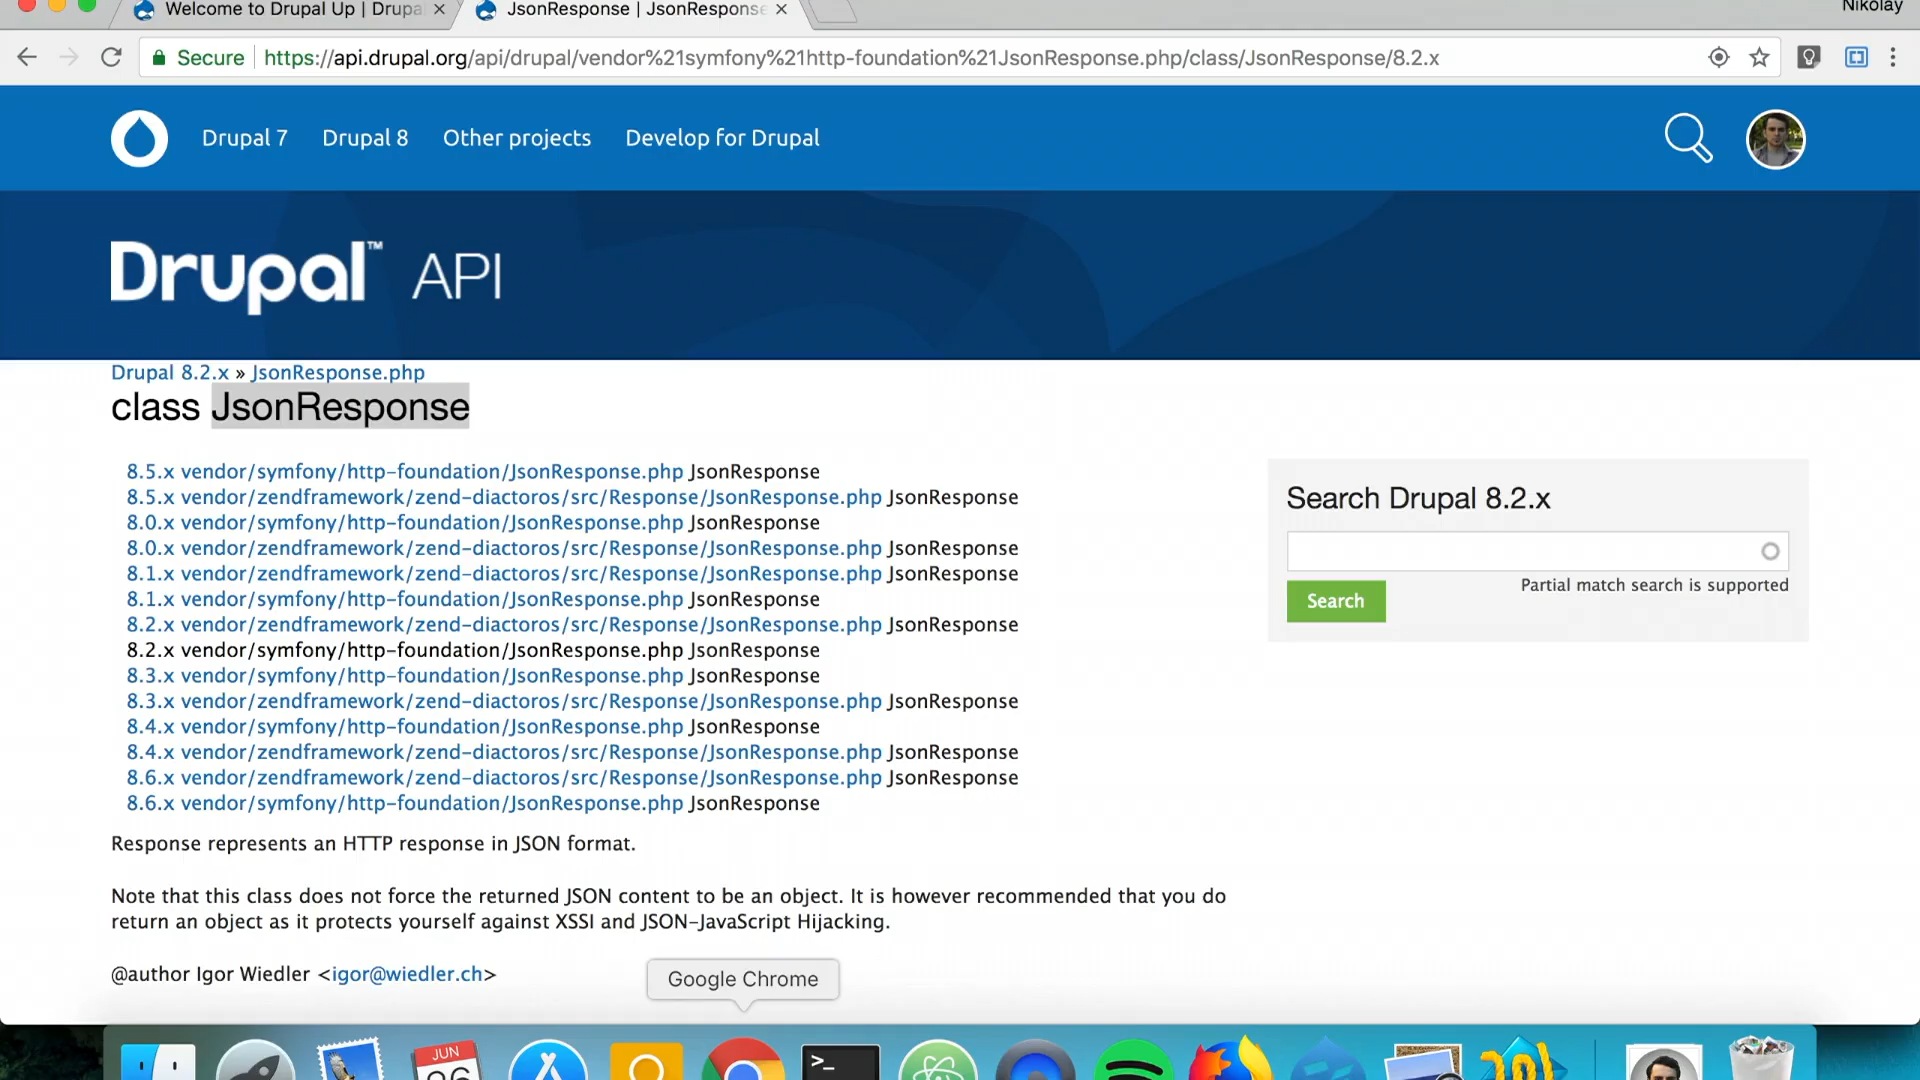 Welcome to Drupal Up | Drupa
JsonResponse | JsonResponse
Nikolay
Secure
https://api.drupal.org/api/drupal/vendor%21symfony%21http-foundation%21JsonResponse.php/class/JsonResponse/8.2.x
Drupal 7 Drupal 8 Other projects Develop for Drupal
Drupal™ API
Drupal 8.2.x » JsonResponse.php
class JsonResponse
8.5.x vendor/symfony/http-foundation/JsonResponse.php JsonResponse
8.5.x vendor/zendframework/zend-diactoros/src/Response/JsonResponse.php JsonResponse
8.0.x vendor/symfony/http-foundation/JsonResponse.php JsonResponse
8.0.x vendor/zendframework/zend-diactoros/src/Response/JsonResponse.php JsonResponse
8.1.x vendor/zendframework/zend-diactoros/src/Response/JsonResponse.php JsonResponse
8.1.x vendor/symfony/http-foundation/JsonResponse.php JsonResponse
8.2.x vendor/zendframework/zend-diactoros/src/Response/JsonResponse.php JsonResponse
8.2.x vendor/symfony/http-foundation/JsonResponse.php JsonResponse
8.3.x vendor/symfony/http-foundation/JsonResponse.php JsonResponse
8.3.x vendor/zendframework/zend-diactoros/src/Response/JsonResponse.php JsonResponse
8.4.x vendor/symfony/http-foundation/JsonResponse.php JsonResponse
8.4.x vendor/zendframework/zend-diactoros/src/Response/JsonResponse.php JsonResponse
8.6.x vendor/zendframework/zend-diactoros/src/Response/JsonResponse.php JsonResponse
8.6.x vendor/symfony/http-foundation/JsonResponse.php JsonResponse
Search Drupal 8.2.x
Partial match search is supported
Search
Response represents an HTTP response in JSON format.
Note that this class does not force the returned JSON content to be an object. It is however recommended that you do
return an object as it protects yourself against XSSI and JSON-JavaScript Hijacking.
@author Igor Wiedler <igor@wiedler.ch>
Google Chrome
JUN
26
>_